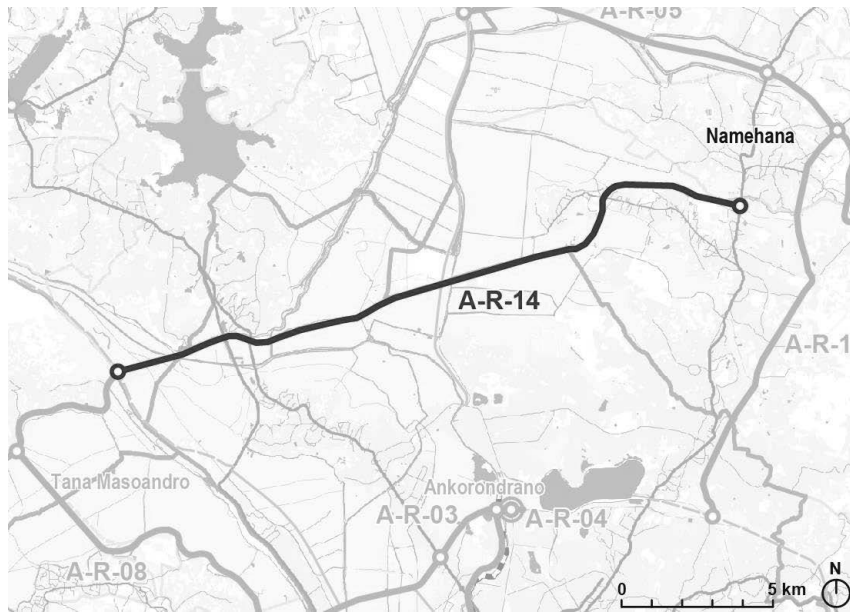 A-R-05
Namehana
A-R-14
A-R-1
Tana Masoandro
Ankorondrano
A-R-03
A-R-04
A-R-08
0
5 km
N